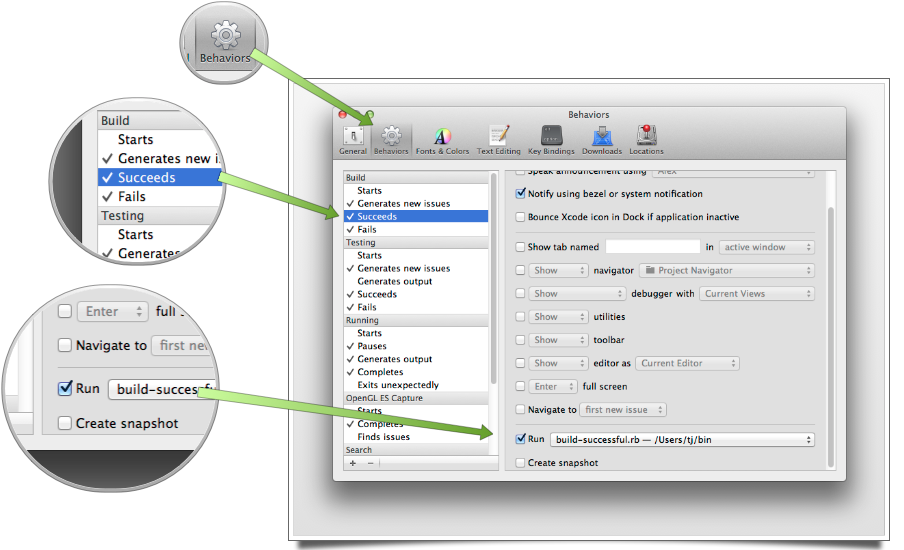 Behaviors
Build
Starts
Generates new i
Succeeds
Fails
Testing
Starts
Generates
Enter
full
Navigate to
first new
Run
build-successfu
Create snapshot
Behaviors
General
Behaviors
Fonts & Colors
Text Editing
Key Bindings
Downloads
Locations
Build
Starts
Generates new issues
Succeeds
Fails
Testing
Starts
Generates new issues
Generates output
Succeeds
Fails
Running
Starts
Pauses
Generates output
Completes
Exits unexpectedly
OpenGL ES Capture
Starts
Completes
Finds issues
Search
+ −
Speak announcement using Alex
Notify using bezel or system notification
Bounce Xcode icon in Dock if application inactive
Show tab named in active window
Show navigator Project Navigator
Show debugger with Current Views
Show utilities
Show toolbar
Show editor as Current Editor
Enter full screen
Navigate to first new issue
Run build-successful.rb — /Users/tj/bin
Create snapshot